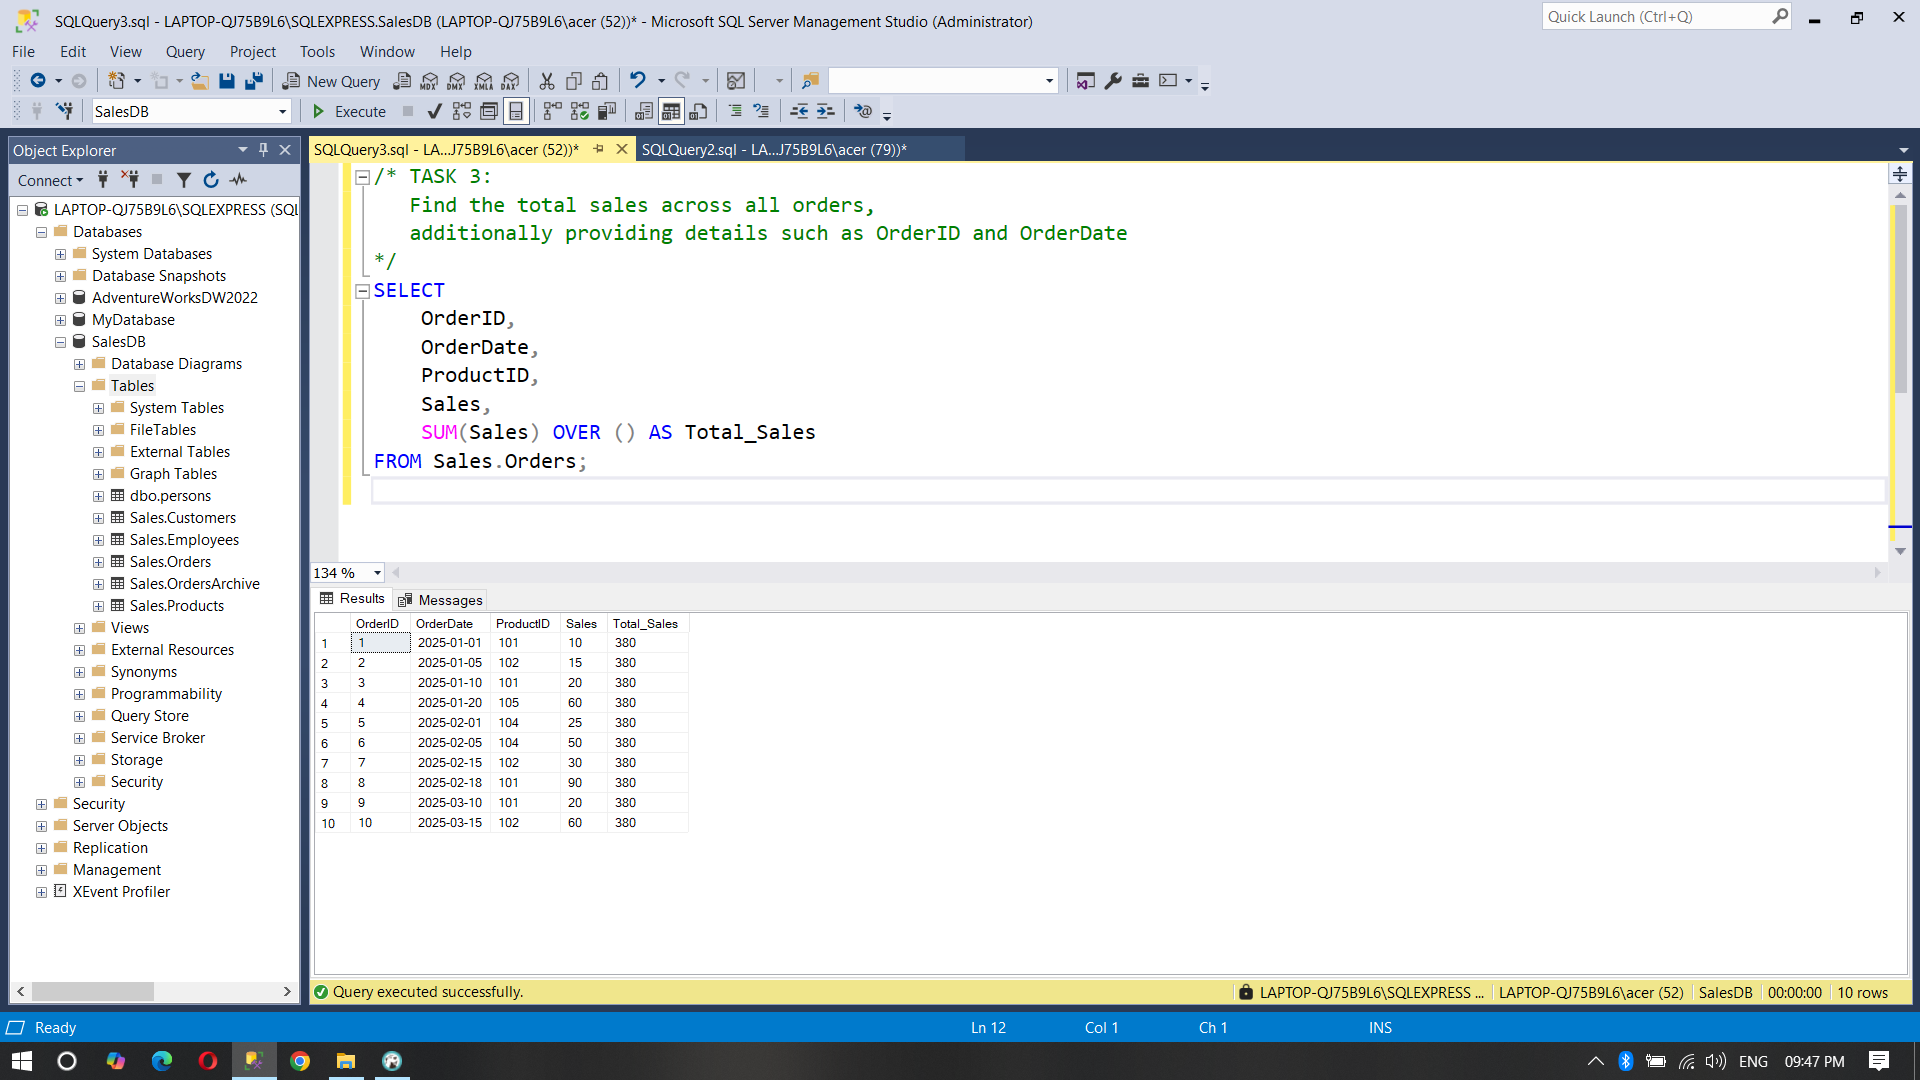 SQLQuery3.sql - LAPTOP-QJ75B9L6\SQLEXPRESS.SalesDB (LAPTOP-QJ75B9L6\acer (52))* - Microsoft SQL Server Management Studio (Administrator)
Quick Launch (Ctrl+Q)
File Edit View Query Project Tools Window Help
New Query MDX DMX XMLA DAX
SalesDB Execute
Object Explorer
SQLQuery3.sql - LA...J75B9L6\acer (52))*
SQLQuery2.sql - LA...J75B9L6\acer (79))*
Connect
LAPTOP-QJ75B9L6\SQLEXPRESS (SQL
Databases
System Databases
Database Snapshots
AdventureWorksDW2022
MyDatabase
SalesDB
Database Diagrams
Tables
System Tables
FileTables
External Tables
Graph Tables
dbo.persons
Sales.Customers
Sales.Employees
Sales.Orders
Sales.OrdersArchive
Sales.Products
Views
External Resources
Synonyms
Programmability
Query Store
Service Broker
Storage
Security
Security
Server Objects
Replication
Management
XEvent Profiler
/* TASK 3:
Find the total sales across all orders,
additionally providing details such as OrderID and OrderDate
*/
SELECT
OrderID,
OrderDate,
ProductID,
Sales,
SUM(Sales) OVER () AS Total_Sales
FROM Sales.Orders;
134 %
Results Messages
OrderID OrderDate ProductID Sales Total_Sales
1 1 2025-01-01 101 10 380
2 2 2025-01-05 102 15 380
3 3 2025-01-10 101 20 380
4 4 2025-01-20 105 60 380
5 5 2025-02-01 104 25 380
6 6 2025-02-05 104 50 380
7 7 2025-02-15 102 30 380
8 8 2025-02-18 101 90 380
9 9 2025-03-10 101 20 380
10 10 2025-03-15 102 60 380
Query executed successfully.
LAPTOP-QJ75B9L6\SQLEXPRESS ... LAPTOP-QJ75B9L6\acer (52) SalesDB 00:00:00 10 rows
Ready Ln 12 Col 1 Ch 1 INS
ENG 09:47 PM